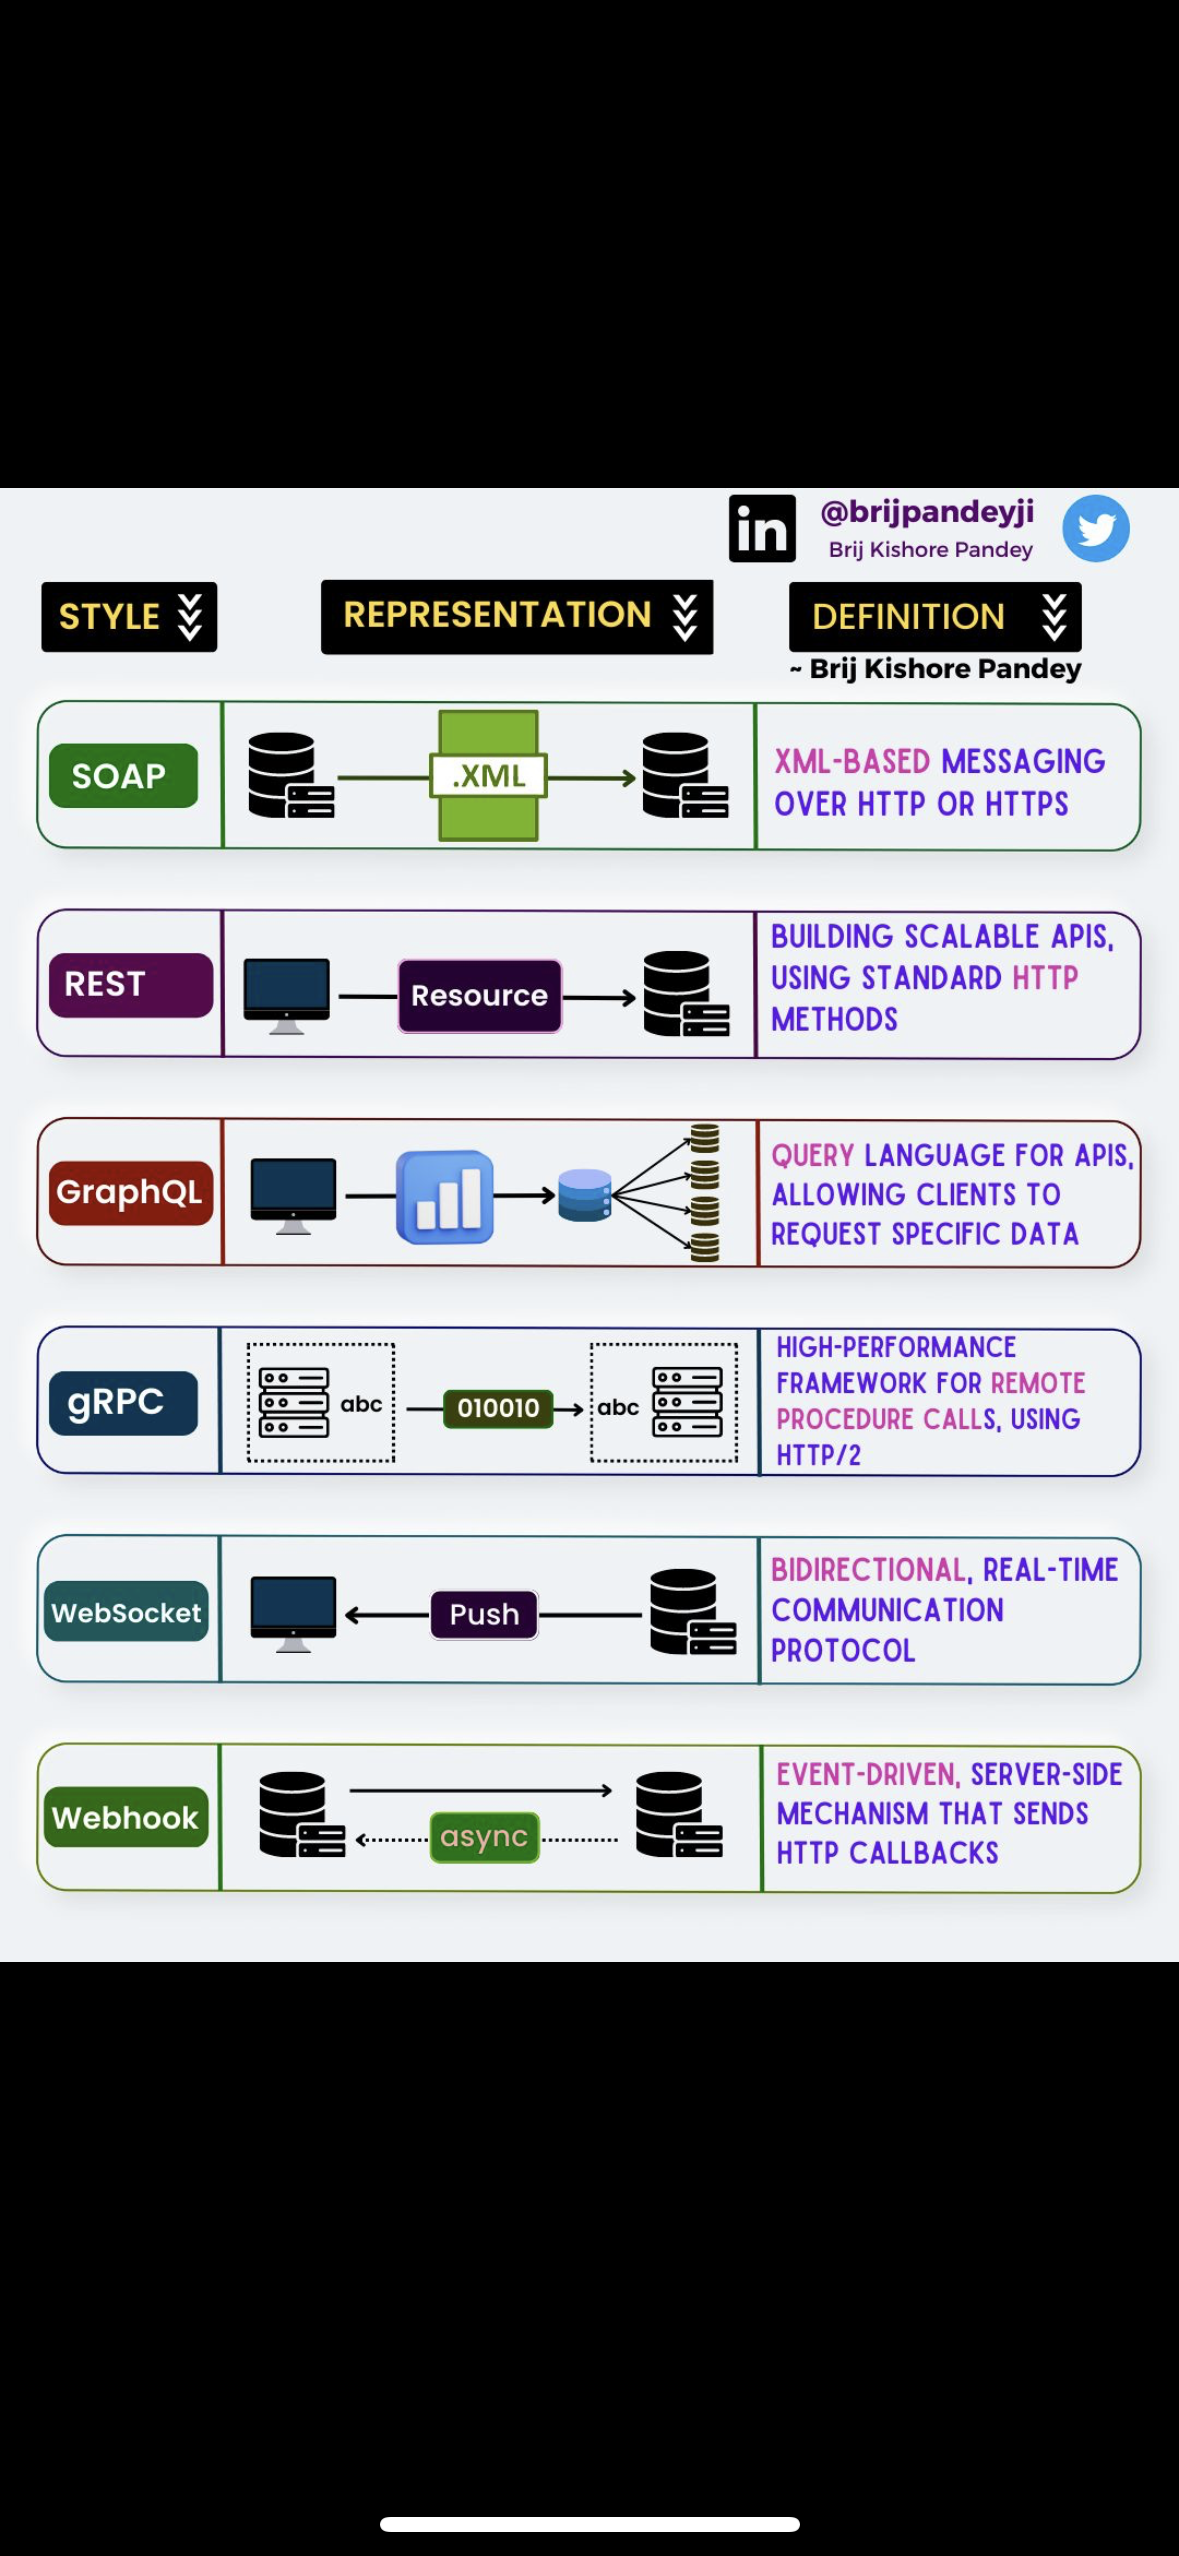 in
@brijpandeyji
Brij Kishore Pandey
STYLE
REPRESENTATION
DEFINITION
~ Brij Kishore Pandey
SOAP
.XML
XML-BASED MESSAGING
OVER HTTP OR HTTPS
REST
Resource
BUILDING SCALABLE APIS,
USING STANDARD HTTP
METHODS
GraphQL
QUERY LANGUAGE FOR APIS,
ALLOWING CLIENTS TO
REQUEST SPECIFIC DATA
gRPC
abc
010010
abc
HIGH-PERFORMANCE
FRAMEWORK FOR REMOTE
PROCEDURE CALLS, USING
HTTP/2
WebSocket
Push
BIDIRECTIONAL, REAL-TIME
COMMUNICATION
PROTOCOL
Webhook
async
EVENT-DRIVEN, SERVER-SIDE
MECHANISM THAT SENDS
HTTP CALLBACKS